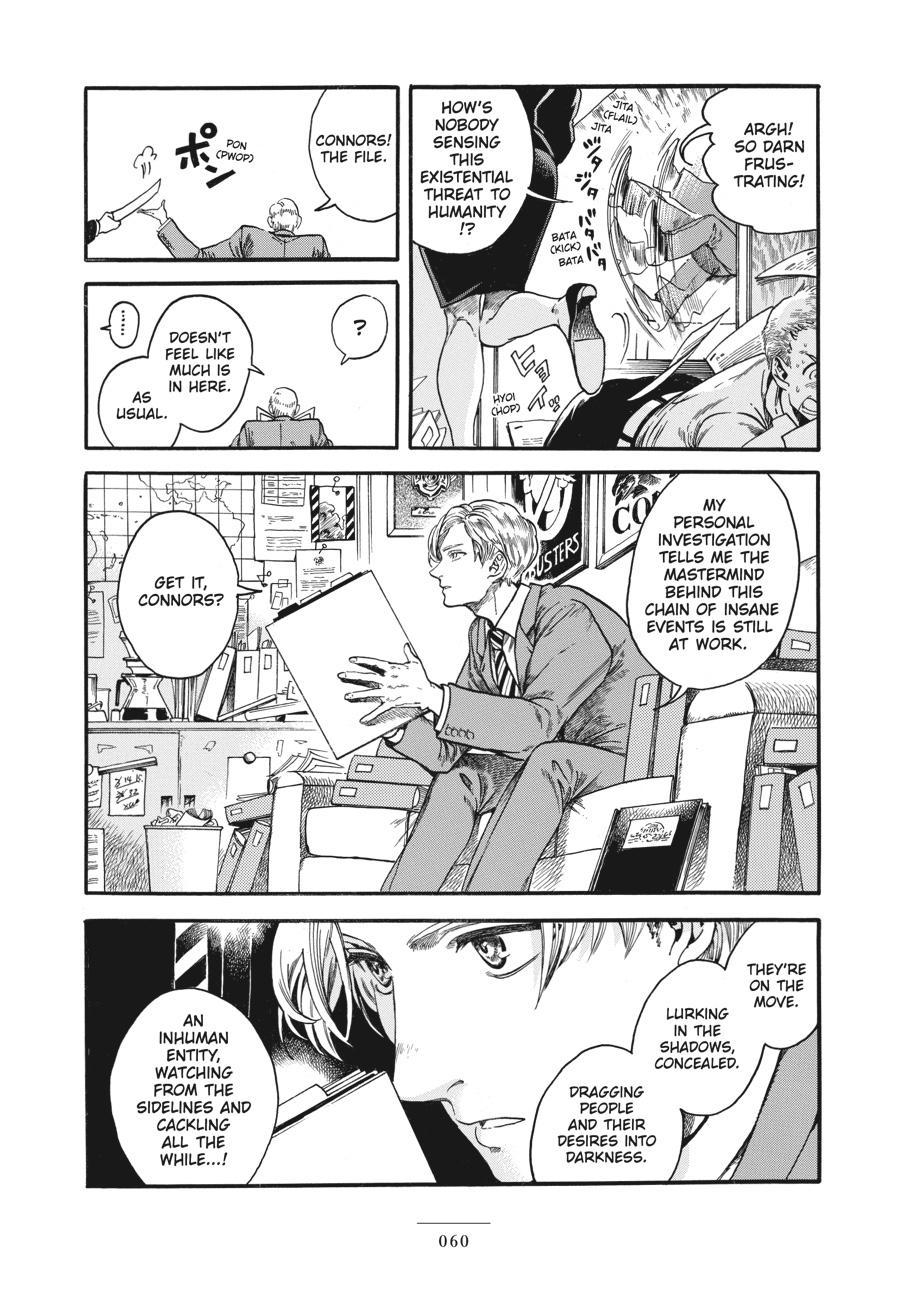 ARGH!
SO DARN
FRUS-
TRATING!
JITA
(FLAIL)
JITA
ジタ
ジタ
バタ
バタ
BATA
(KICK)
BATA
HOW'S
NOBODY
SENSING
THIS
EXISTENTIAL
THREAT TO
HUMANITY
!?
ヒョイ
HYOI
(HOP)
CONNORS!
THE FILE.
PON
(PWOP)
ポン
?
DOESN'T
FEEL LIKE
MUCH IS
IN HERE.
AS
USUAL.
......
MY
PERSONAL
INVESTIGATION
TELLS ME THE
MASTERMIND
BEHIND THIS
CHAIN OF INSANE
EVENTS IS STILL
AT WORK.
CO
BUSTERS
GET IT,
CONNORS?
THEY'RE
ON THE
MOVE.
LURKING
IN THE
SHADOWS,
CONCEALED.
DRAGGING
PEOPLE
AND THEIR
DESIRES INTO
DARKNESS.
AN
INHUMAN
ENTITY,
WATCHING
FROM THE
SIDELINES AND
CACKLING
ALL THE
WHILE...!
060